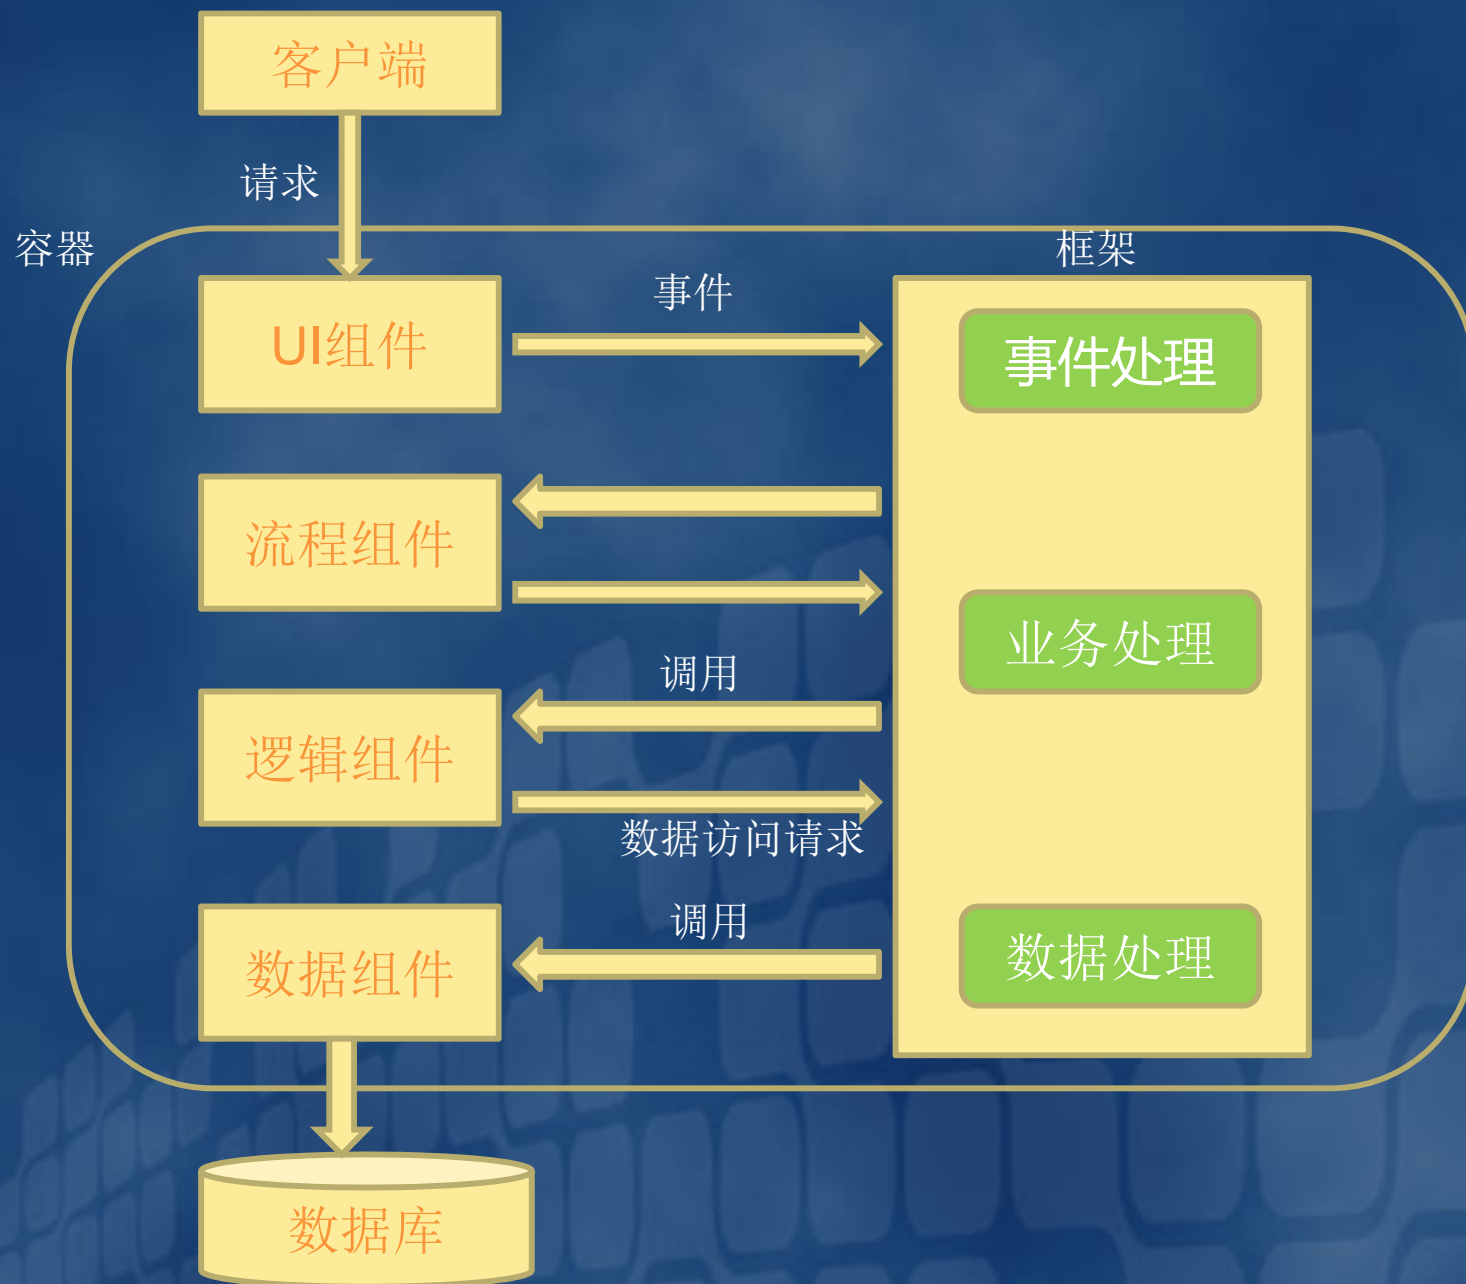 客户端
请求
容器
框架
UI组件
事件
事件处理
流程组件
业务处理
调用
逻辑组件
数据访问请求
调用
数据组件
数据处理
数据库